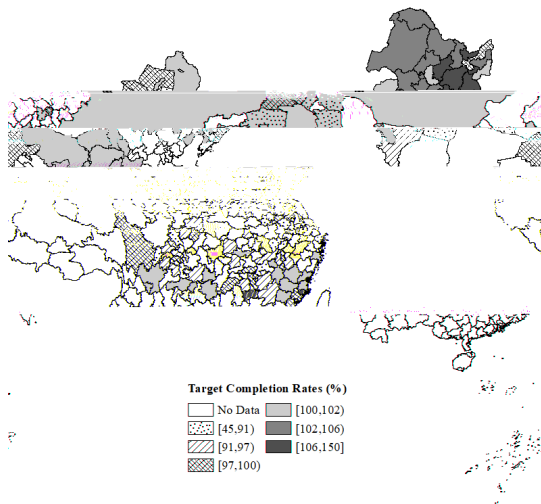 Target Completion Rates (%)
No Data [100,102)
[45,91) [102,106)
[91,97) [106,150]
[97,100)